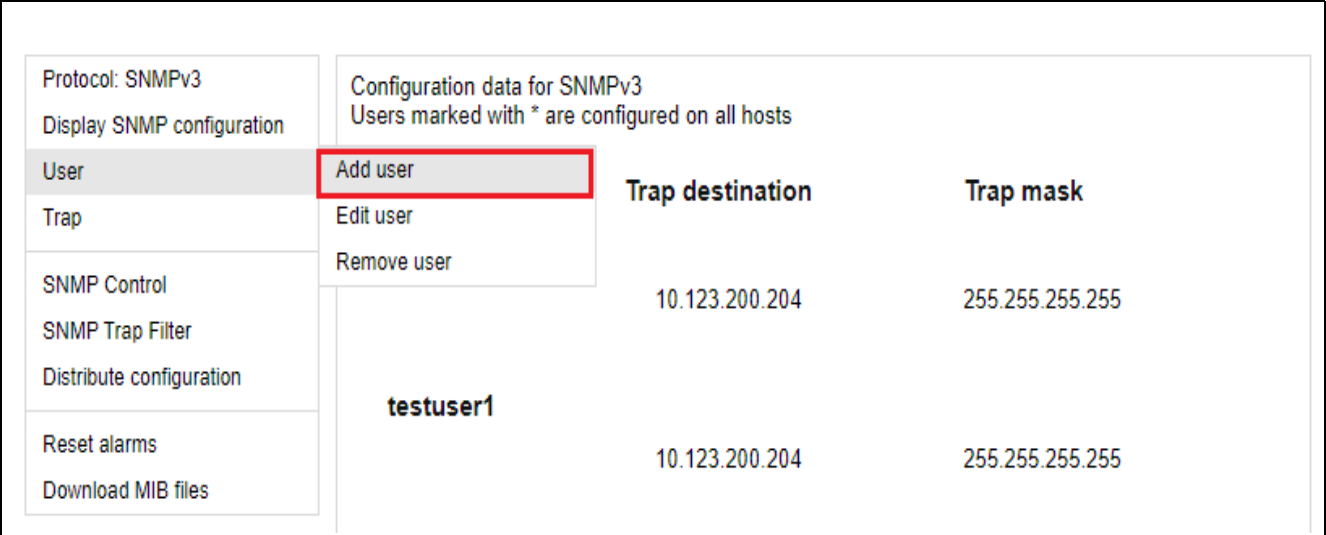 Protocol: SNMPv3
Display SNMP configuration
User
Trap
SNMP Control
SNMP Trap Filter
Distribute configuration
Reset alarms
Download MIB files
Add user
Edit user
Remove user
Configuration data for SNMPv3
Users marked with * are configured on all hosts
Trap destination Trap mask
10.123.200.204 255.255.255.255
testuser1
10.123.200.204 255.255.255.255